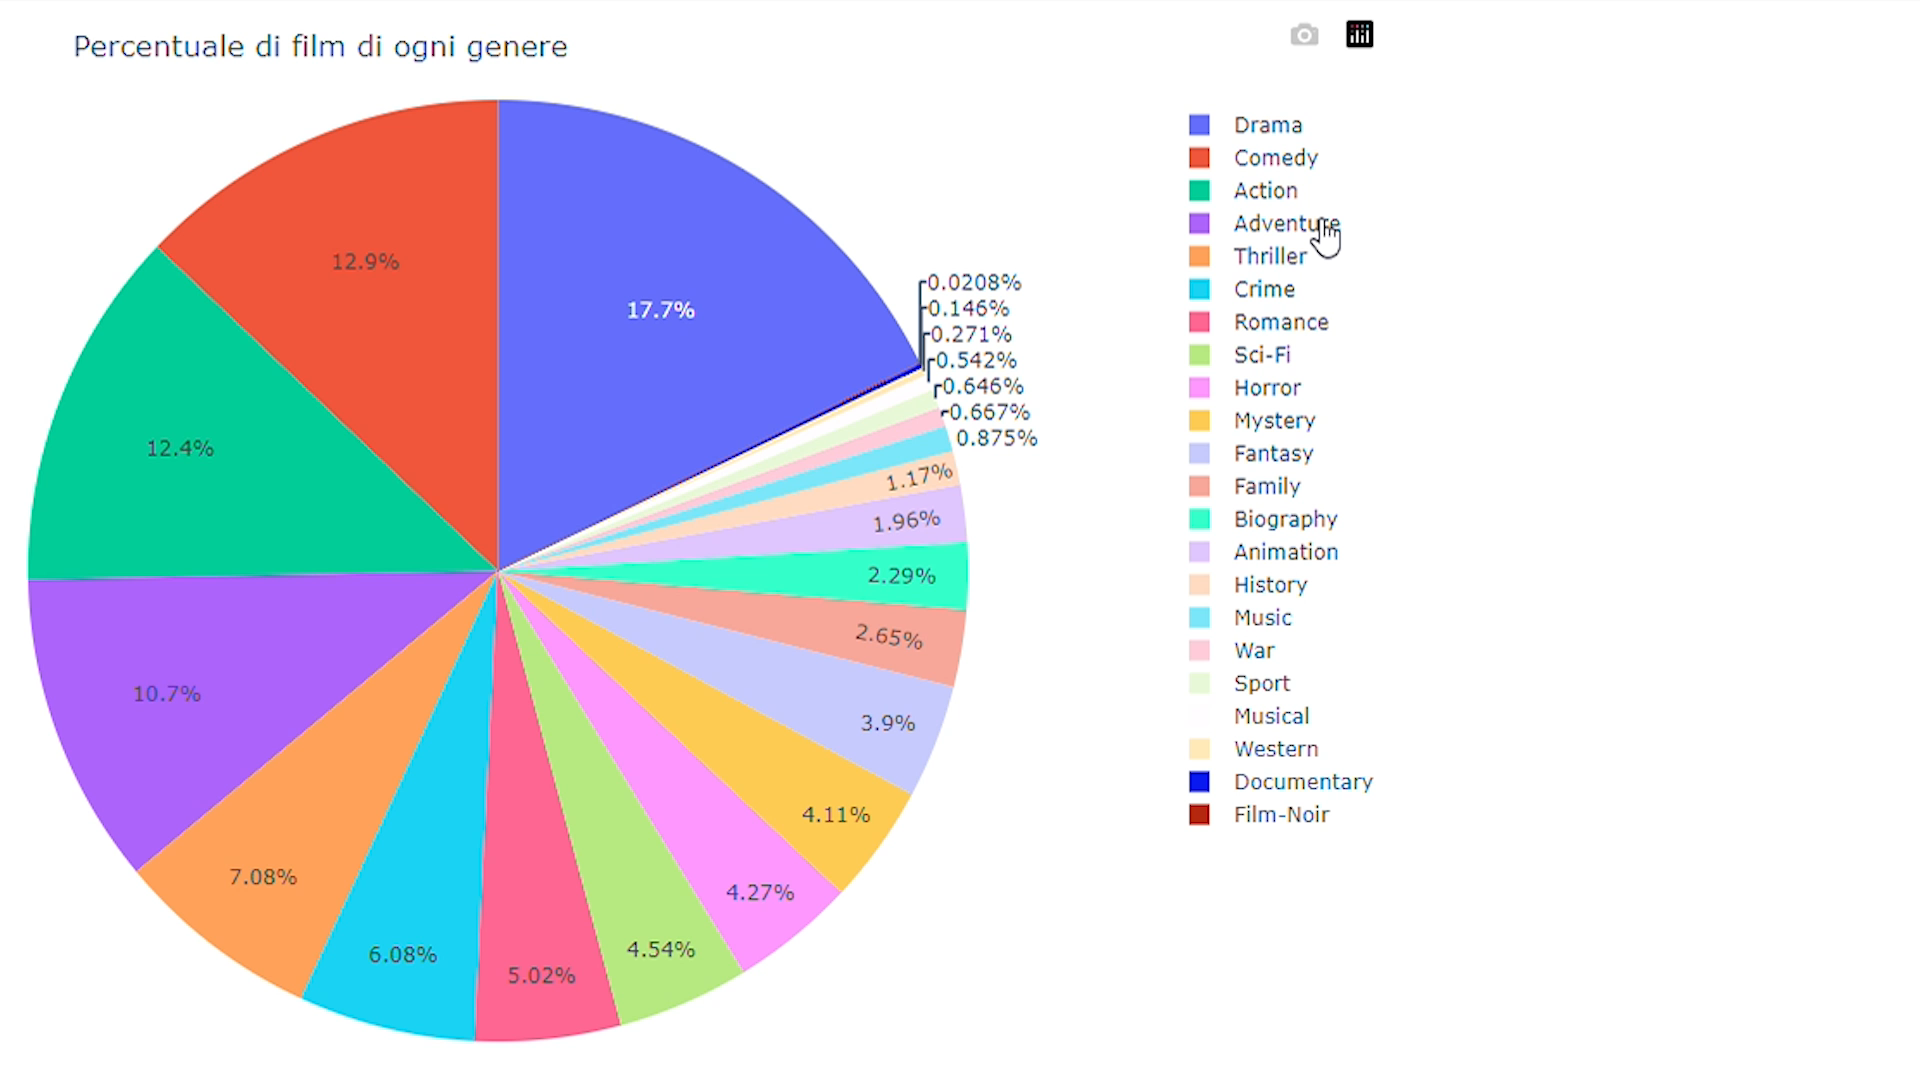 Percentuale di film di ogni genere
12.9%
17.7%
12.4%
10.7%
7.08%
6.08%
5.02%
4.54%
4.27%
4.11%
3.9%
2.65%
2.29%
1.96%
1.17%
0.875%
0.667%
0.646%
0.542%
0.271%
0.146%
0.0208%
Drama
Comedy
Action
Adventure
Thriller
Crime
Romance
Sci-Fi
Horror
Mystery
Fantasy
Family
Biography
Animation
History
Music
War
Sport
Musical
Western
Documentary
Film-Noir